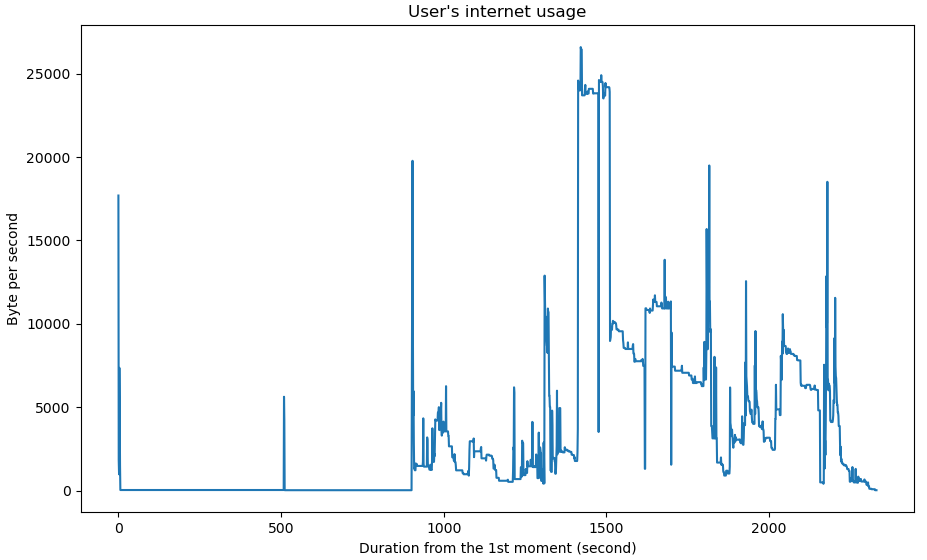 User's internet usage
Byte per second
25000
20000
15000
10000
5000
0
0 500 1000 1500 2000
Duration from the 1st moment (second)